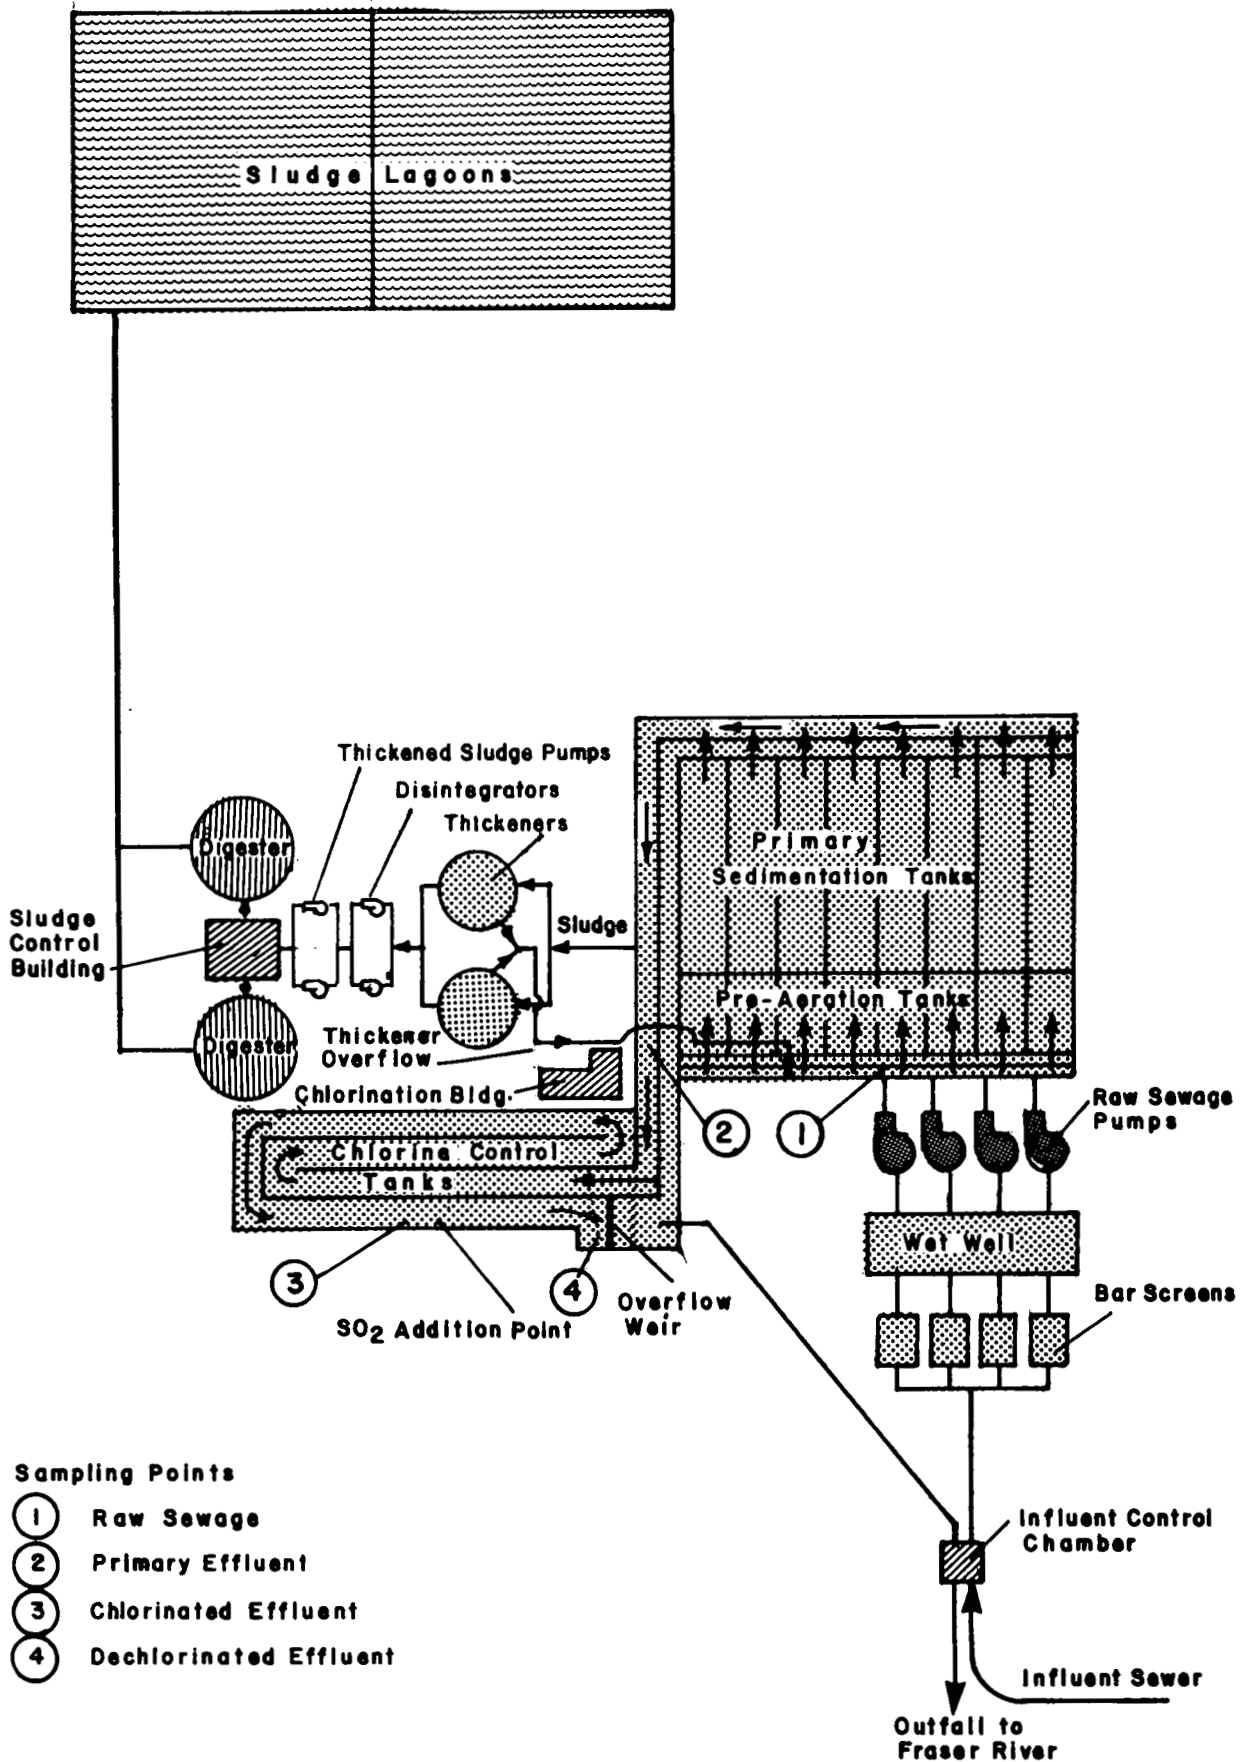 Sludge Lagoons
Thickened Sludge Pumps
Disintegrators
Thickeners
Digester
Sludge
Control
Building
Sludge
Digester
Thickener
Overflow
Chlorination Bldg.
Primary
Sedimentation Tanks
Pre-Aeration Tanks
Chlorine Control
Tanks
2
1
Raw Sewage
Pumps
Wet Well
3
4
SO2 Addition Point
Overflow
Weir
Bar Screens
Sampling Points
1 Raw Sewage
2 Primary Effluent
3 Chlorinated Effluent
4 Dechlorinated Effluent
Influent Control
Chamber
Influent Sewer
Outfall to
Fraser River